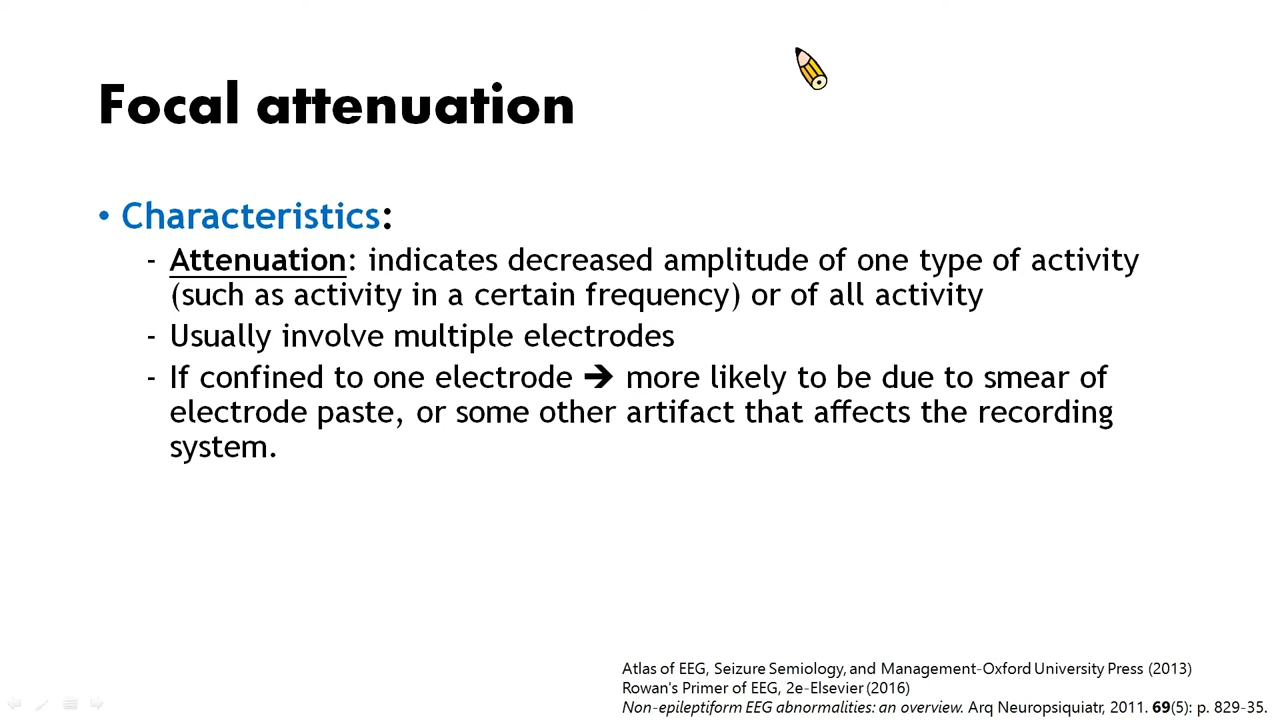 Focal attenuation
• Characteristics:
- Attenuation: indicates decreased amplitude of one type of activity
(such as activity in a certain frequency) or of all activity
- Usually involve multiple electrodes
- If confined to one electrode ➔ more likely to be due to smear of
electrode paste, or some other artifact that affects the recording
system.
Atlas of EEG, Seizure Semiology, and Management-Oxford University Press (2013)
Rowan's Primer of EEG, 2e-Elsevier (2016)
Non-epileptiform EEG abnormalities: an overview. Arq Neuropsiquiatr, 2011. 69(5): p. 829-35.